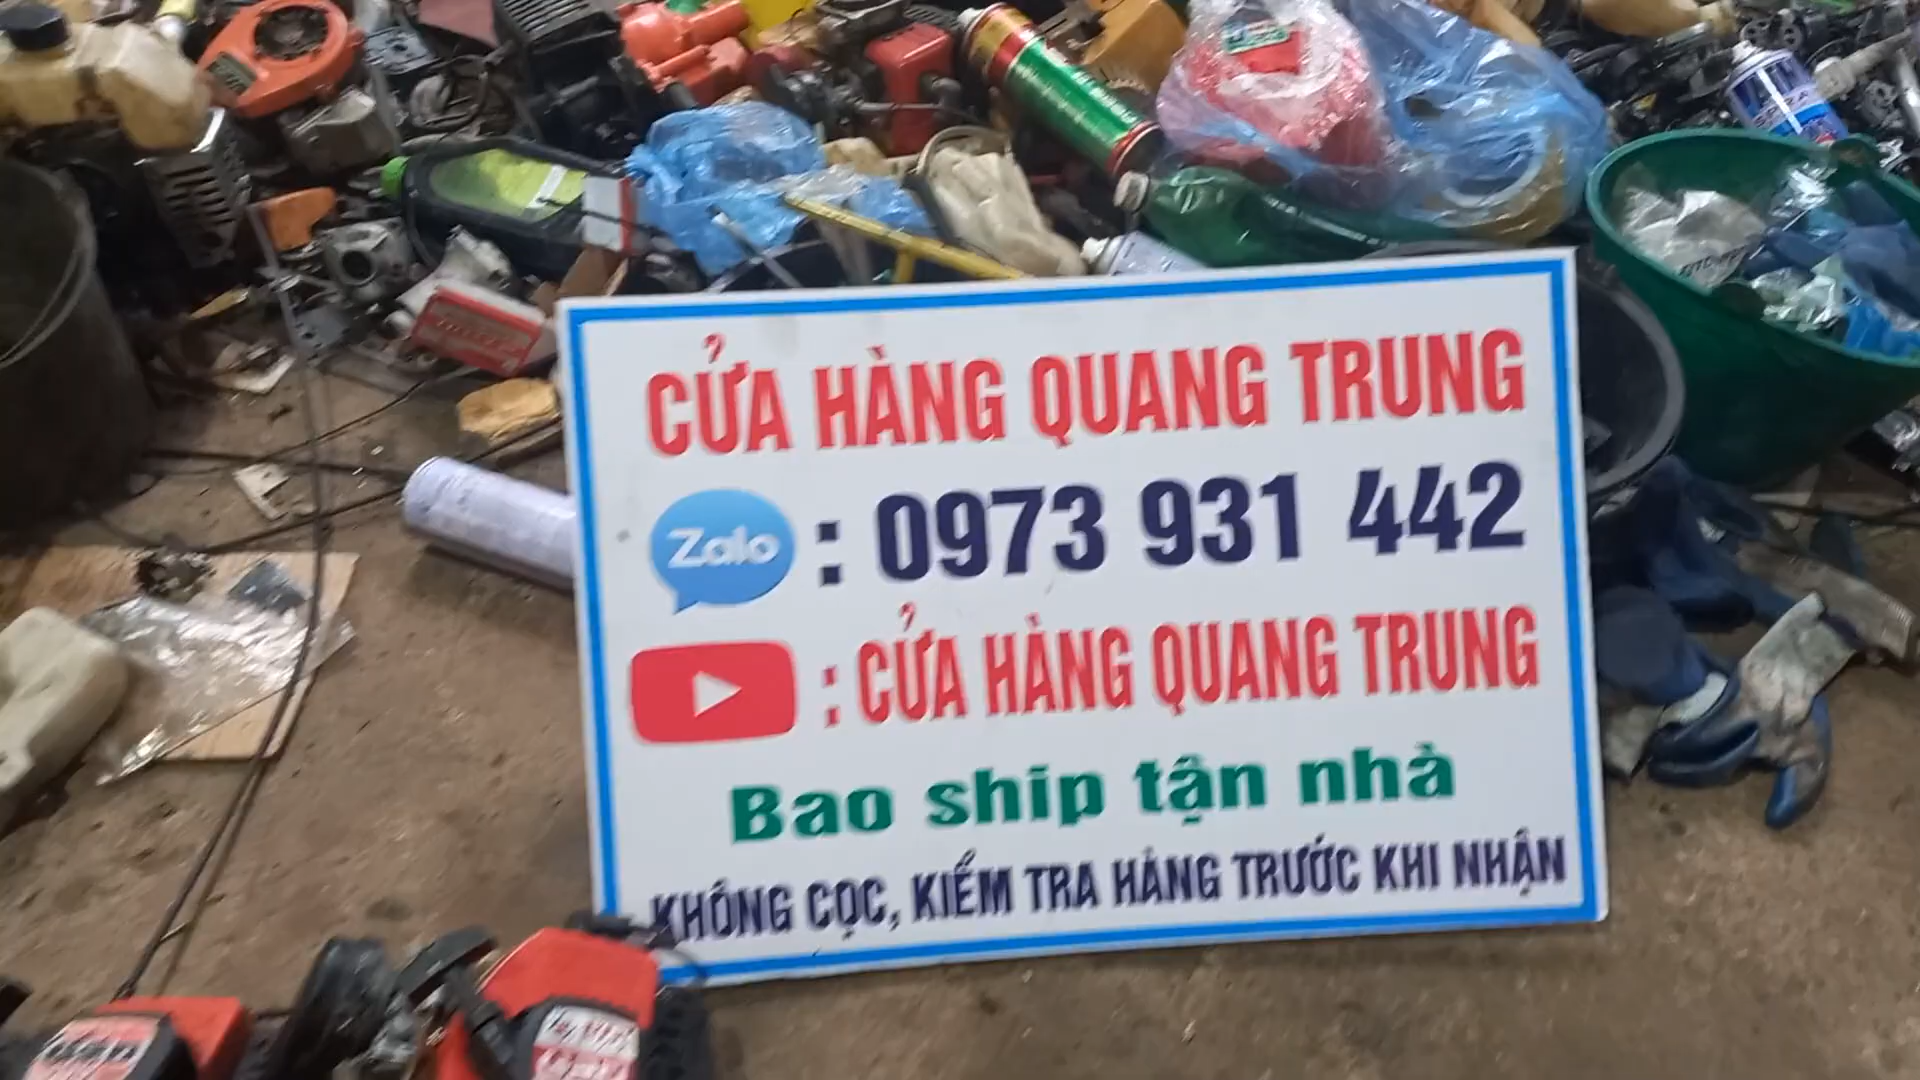 CỬA HÀNG QUANG TRUNG
Zalo : 0973 931 442
: CỬA HÀNG QUANG TRUNG
Bao ship tận nhà
KHÔNG CỌC, KIỂM TRA HÀNG TRƯỚC KHI NHẬN